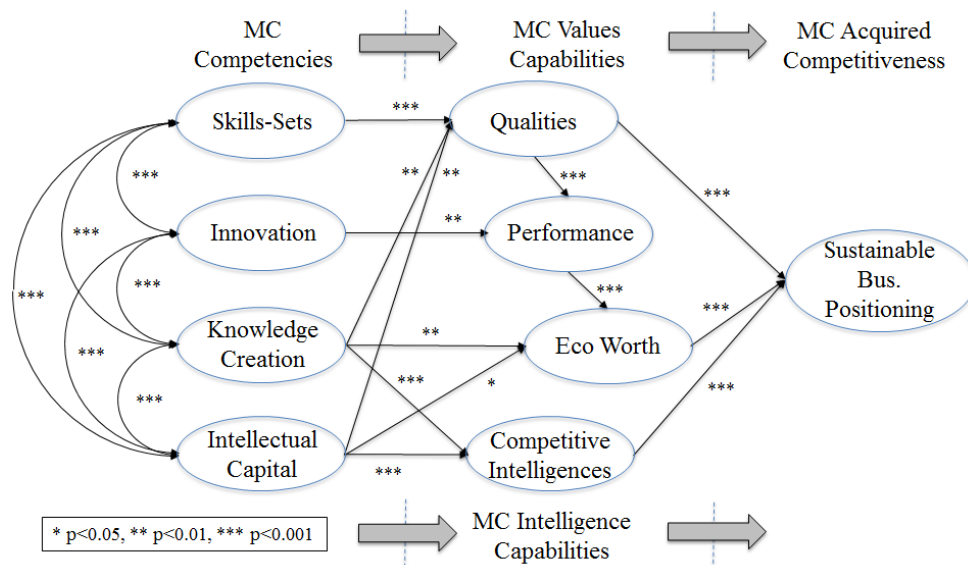 MC
Competencies
MC Values
Capabilities
MC Acquired
Competitiveness
Skills-Sets
***
Qualities
***
**
**
***
***
Innovation
**
Performance
***
***
***
***
Sustainable
Bus.
Positioning
***
Knowledge
Creation
**
Eco Worth
***
***
***
*
***
***
Intellectual
Capital
***
Competitive
Intelligences
* p<0.05, ** p<0.01, *** p<0.001
MC Intelligence
Capabilities